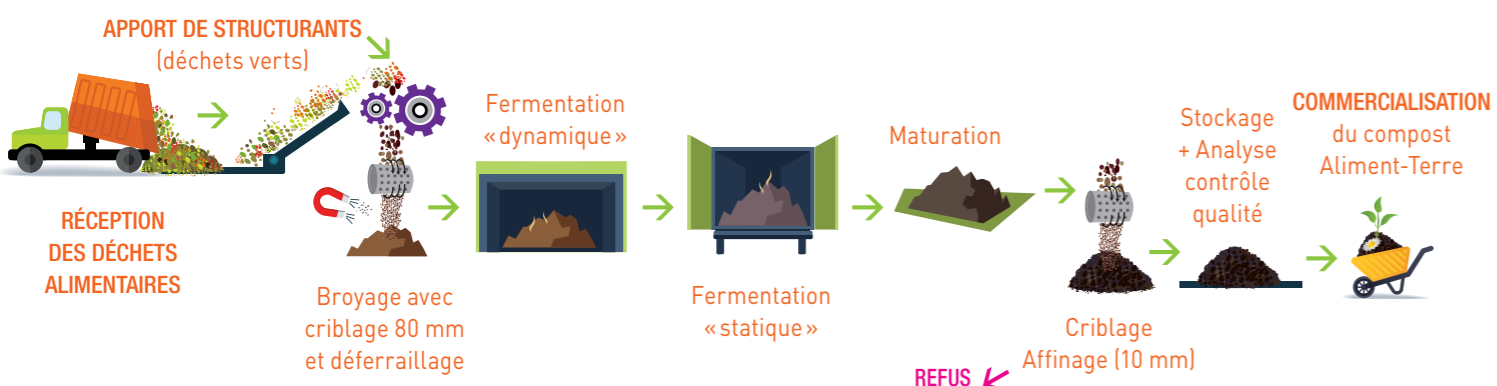 APPORT DE STRUCTURANTS
(déchets verts)
RÉCEPTION
DES DÉCHETS
ALIMENTAIRES
Broyage avec
criblage 80 mm
et déferraillage
Fermentation
« dynamique »
Fermentation
« statique »
Maturation
Criblage
Affinage (10 mm)
REFUS
Stockage
+ Analyse
contrôle
qualité
COMMERCIALISATION
du compost
Aliment-Terre